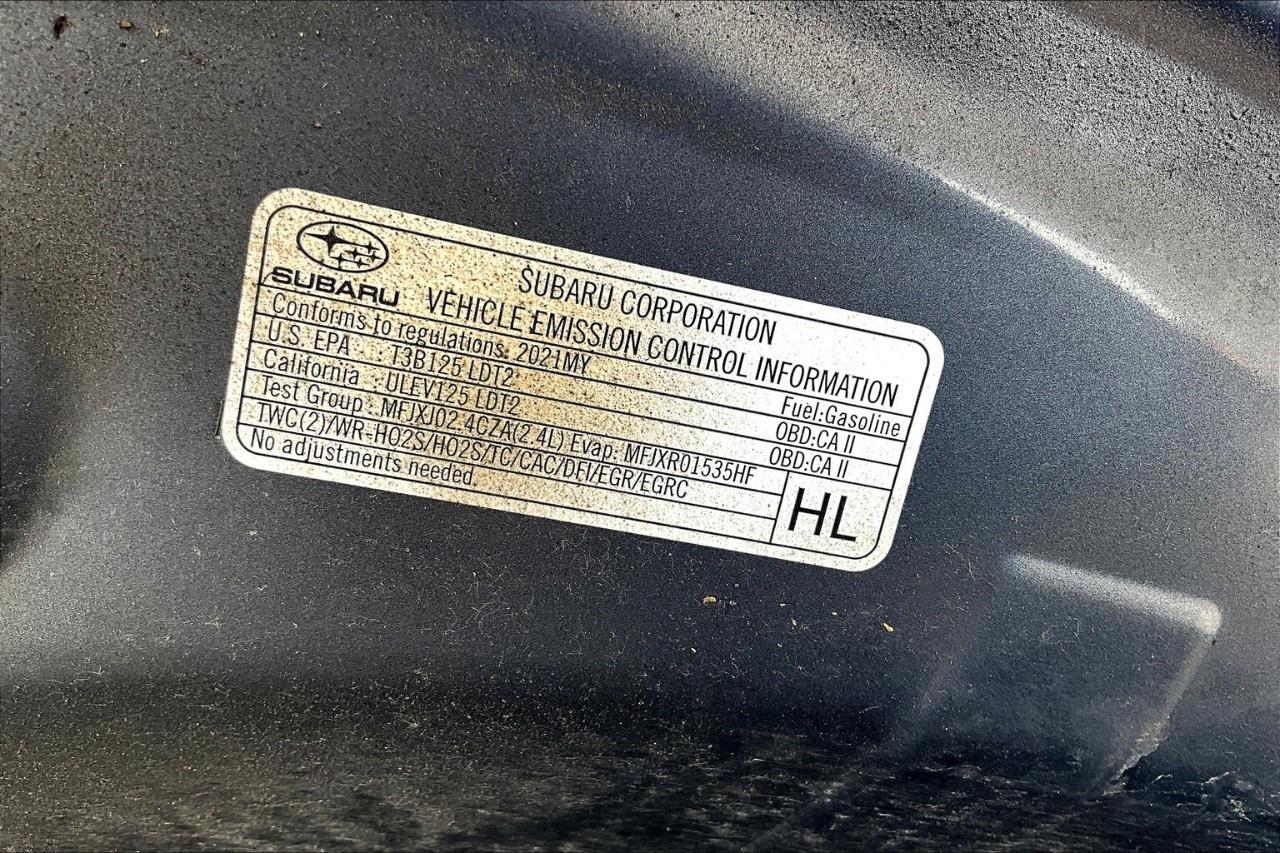 SUBARU
SUBARU CORPORATION
VEHICLE EMISSION CONTROL INFORMATION
Conforms to regulations: 2021MY Fuel:Gasoline
U.S. EPA : T3B125 LDT2 OBD:CA II
California : ULEV125 LDT2 OBD:CA II
Test Group: MFJXJ02.4CZA(2.4L) Evap: MFJXR01535HF
TWC(2)/WR-HO2S/HO2S/TC/CAC/DFI/EGR/EGRC
No adjustments needed.
HL